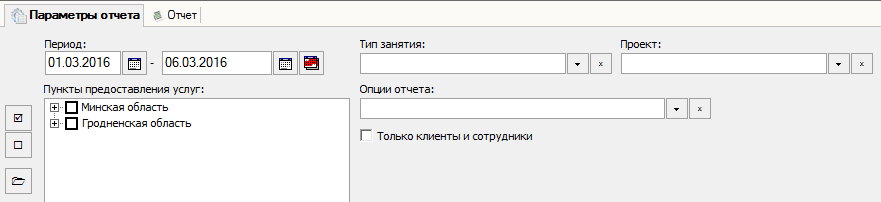 Параметры отчета Отчет
Период: Тип занятия: Проект:
01.03.2016 - 06.03.2016
Пункты предоставления услуг: Опции отчета:
Минская область
Гродненская область
Только клиенты и сотрудники